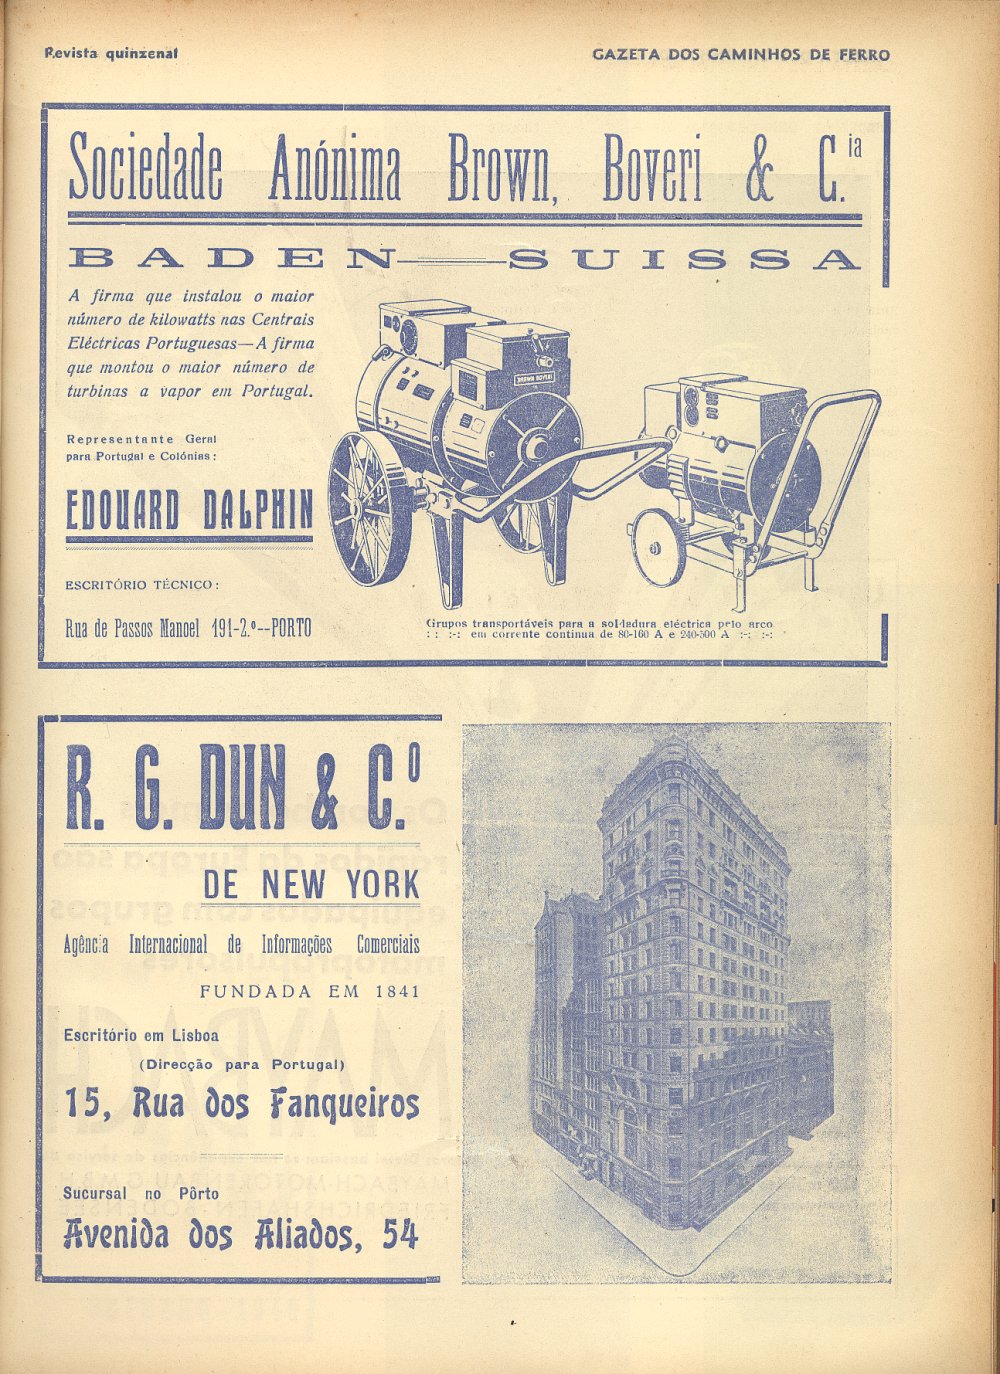 Revista quinzenal
GAZETA DOS CAMINHOS DE FERRO
Sociedade Anónima Brown, Boveri & C.ia
BADEN—SUISSA
A firma que instalou o maior
número de kilowatts nas Centrais
Eléctricas Portuguesas—A firma
que montou o maior número de
turbinas a vapor em Portugal.
Representante Geral
para Portugal e Colónias:
EDOUARD DALPHIN
ESCRITÓRIO TÉCNICO:
Rua de Passos Manoel 191-2.º--PORTO
BROWN BOVERI
Grupos transportáveis para a soldadura eléctrica pelo arco
: : :-: em corrente continua de 80-160 A e 240-500 A :-: :-:
R. G. DUN & C.º
DE NEW YORK
Agência Internacional de Informações Comerciais
FUNDADA EM 1841
Escritório em Lisboa
(Direcção para Portugal)
15, Rua dos Fanqueiros
Sucursal no Pôrto
Avenida dos Aliados, 54